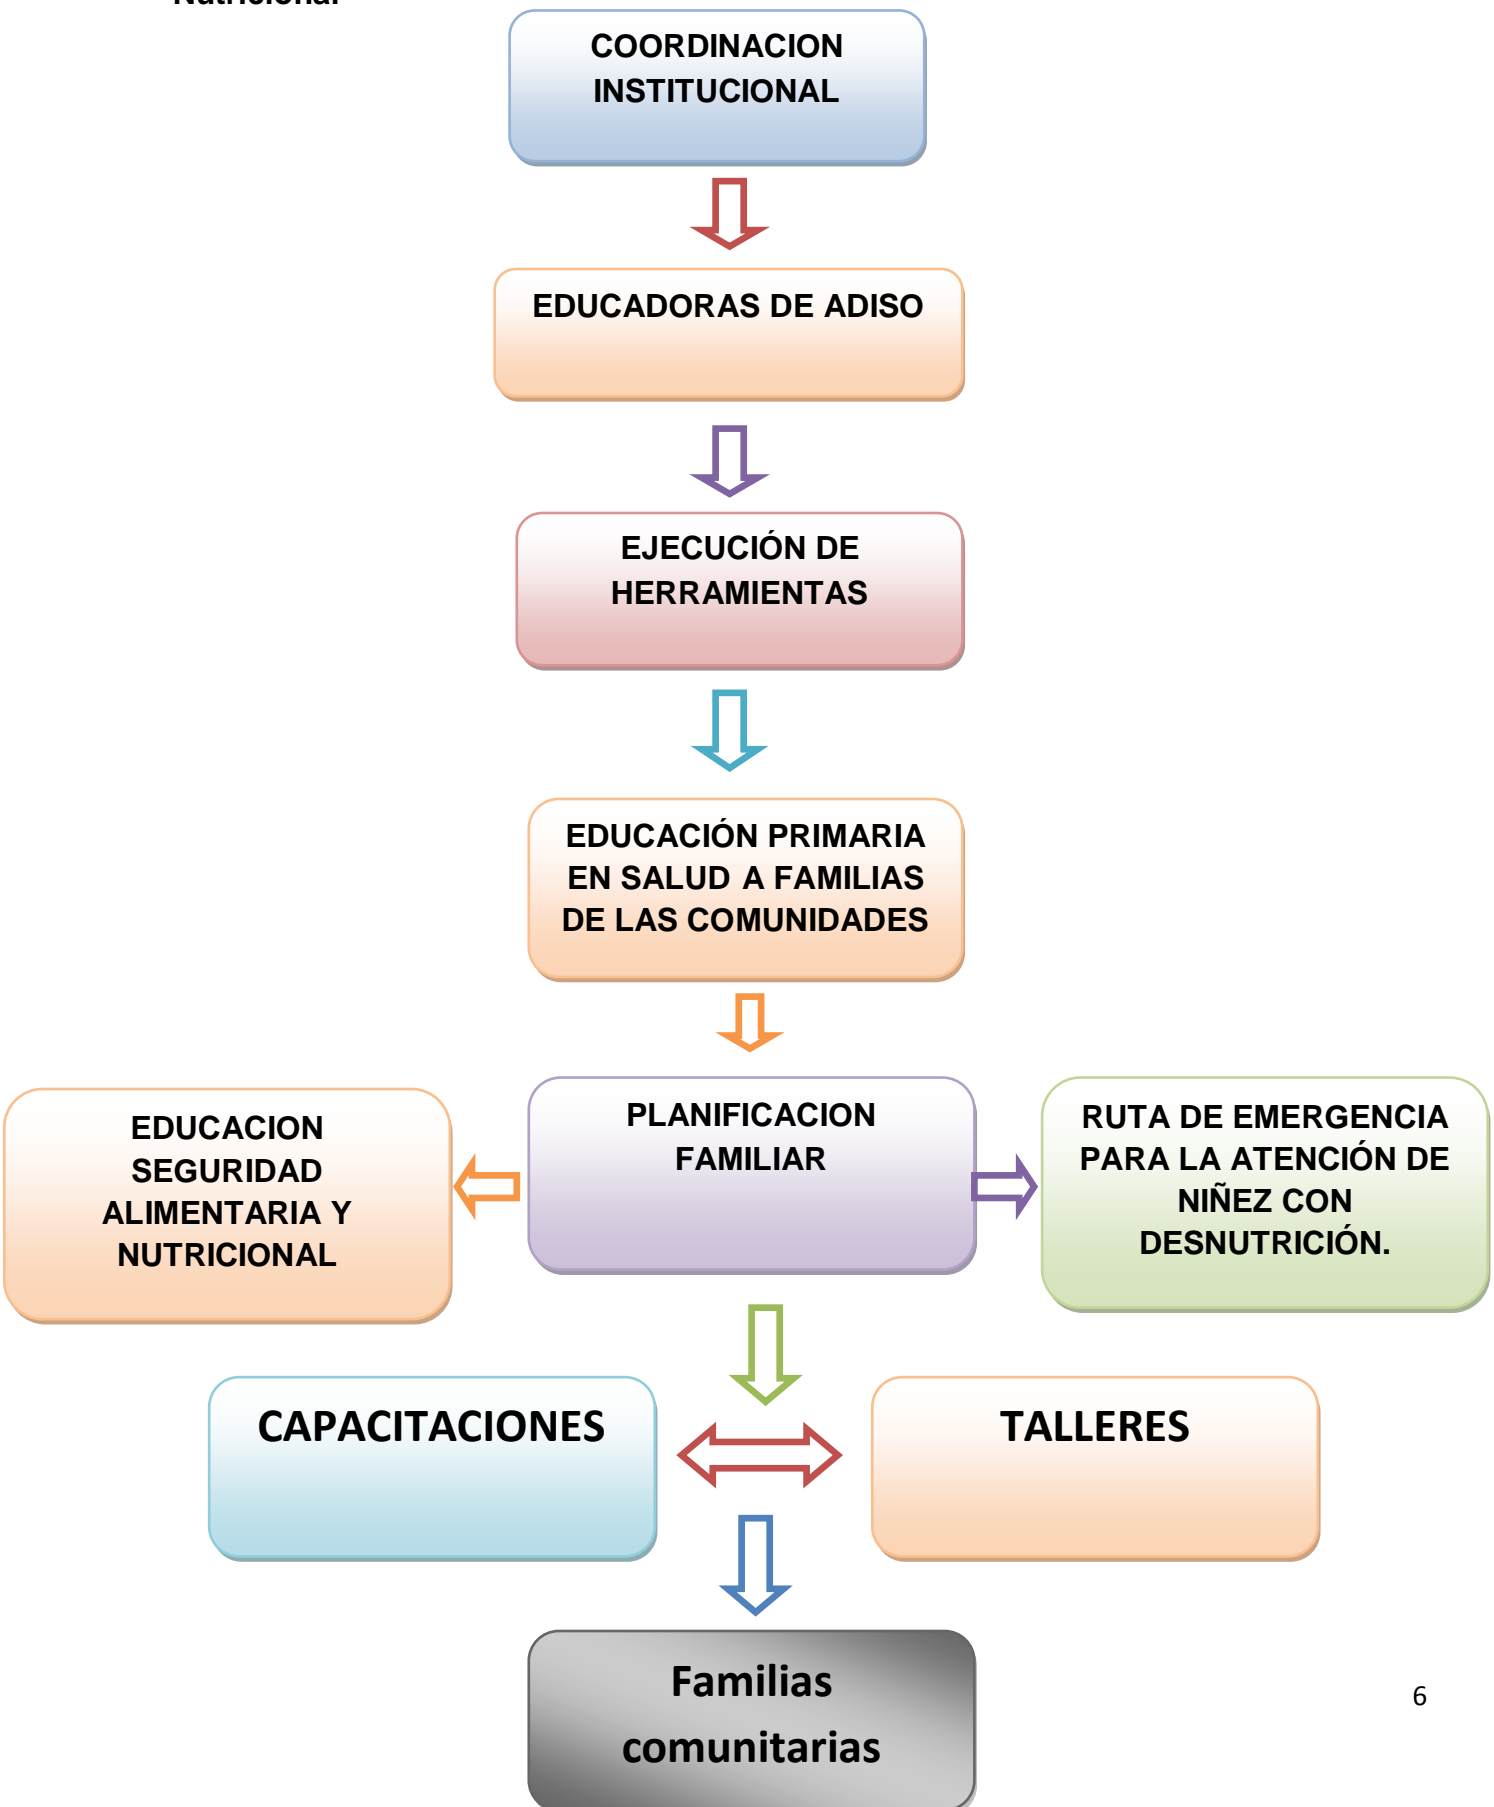 Nutricional
COORDINACION
INSTITUCIONAL
EDUCADORAS DE ADISO
EJECUCIÓN DE
HERRAMIENTAS
EDUCACIÓN PRIMARIA
EN SALUD A FAMILIAS
DE LAS COMUNIDADES
EDUCACION
SEGURIDAD
ALIMENTARIA Y
NUTRICIONAL
PLANIFICACION
FAMILIAR
RUTA DE EMERGENCIA
PARA LA ATENCIÓN DE
NIÑEZ CON
DESNUTRICIÓN.
CAPACITACIONES
TALLERES
Familias
comunitarias
6